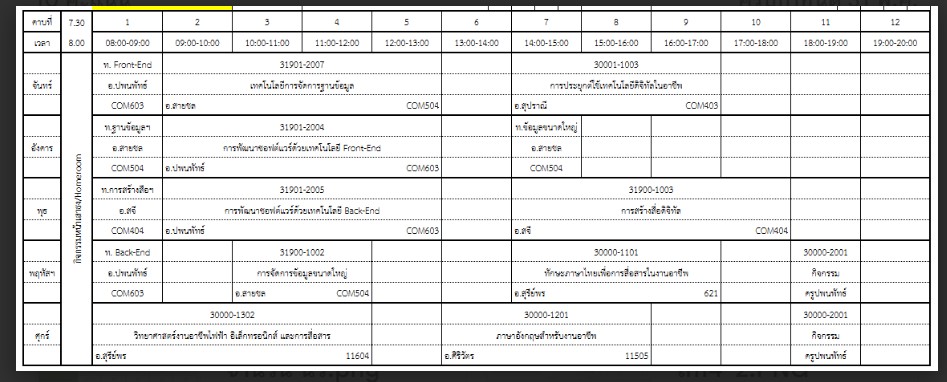 คาบที่ 7.30 1 2 3 4 5 6 7 8 9 10 11 12
เวลา 8.00 08:00-09:00 09:00-10:00 10:00-11:00 11:00-12:00 12:00-13:00 13:00-14:00 14:00-15:00 15:00-16:00 16:00-17:00 17:00-18:00 18:00-19:00 19:00-20:00
กิจกรรมหน้าเสาธง/Homeroom
ท. Front-End 31901-2007 30001-1003
จันทร์ อ.ปพนพัทธ์ เทคโนโลยีการจัดการฐานข้อมูล การประยุกต์ใช้เทคโนโลยีดิจิทัลในอาชีพ
COM603 อ.สายชล COM504 อ.สุปราณี COM403
ท.ฐานข้อมูลฯ 31901-2004 ท.ข้อมูลขนาดใหญ่
อังคาร อ.สายชล การพัฒนาซอฟต์แวร์ด้วยเทคโนโลยี Front-End อ.สายชล
COM504 อ.ปพนพัทธ์ COM603 COM504
ท.การสร้างสื่อฯ 31901-2005 31900-1003
พุธ อ.สจี การพัฒนาซอฟต์แวร์ด้วยเทคโนโลยี Back-End การสร้างสื่อดิจิทัล
COM404 อ.ปพนพัทธ์ COM603 อ.สจี COM404
ท. Back-End 31900-1002 30000-1101 30000-2001
พฤหัสฯ อ.ปพนพัทธ์ การจัดการข้อมูลขนาดใหญ่ ทักษะภาษาไทยเพื่อการสื่อสารในงานอาชีพ กิจกรรม
COM603 อ.สายชล COM504 อ.สุรีย์พร 621 ครูปพนพัทธ์
30000-1302 30000-1201 30000-2001
ศุกร์ วิทยาศาสตร์งานอาชีพไฟฟ้า อิเล็กทรอนิกส์ และการสื่อสาร ภาษาอังกฤษสำหรับงานอาชีพ กิจกรรม
อ.สุรีย์พร 11604 อ.ศิริวัตร 11505 ครูปพนพัทธ์